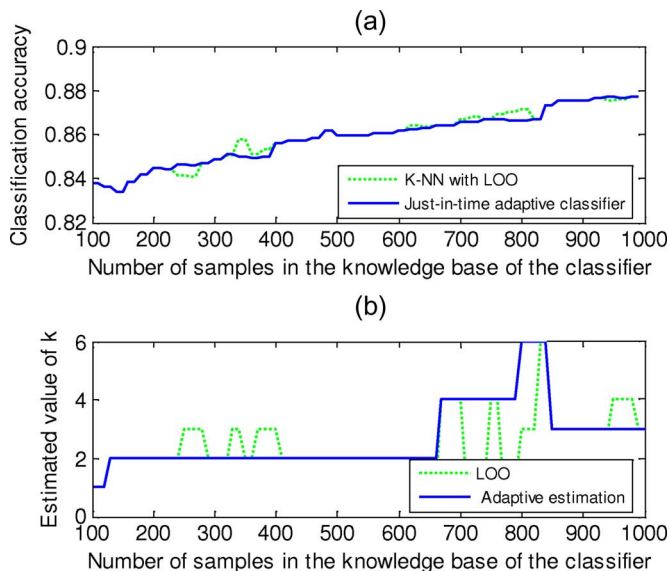 (a)
Classification accuracy
0.9
0.88
0.86
0.84
0.82
K-NN with LOO
Just-in-time adaptive classifier
100 200 300 400 500 600 700 800 900 1000
Number of samples in the knowledge base of the classifier
(b)
Estimated value of k
6
4
2
0
LOO
Adaptive estimation
100 200 300 400 500 600 700 800 900 1000
Number of samples in the knowledge base of the classifier